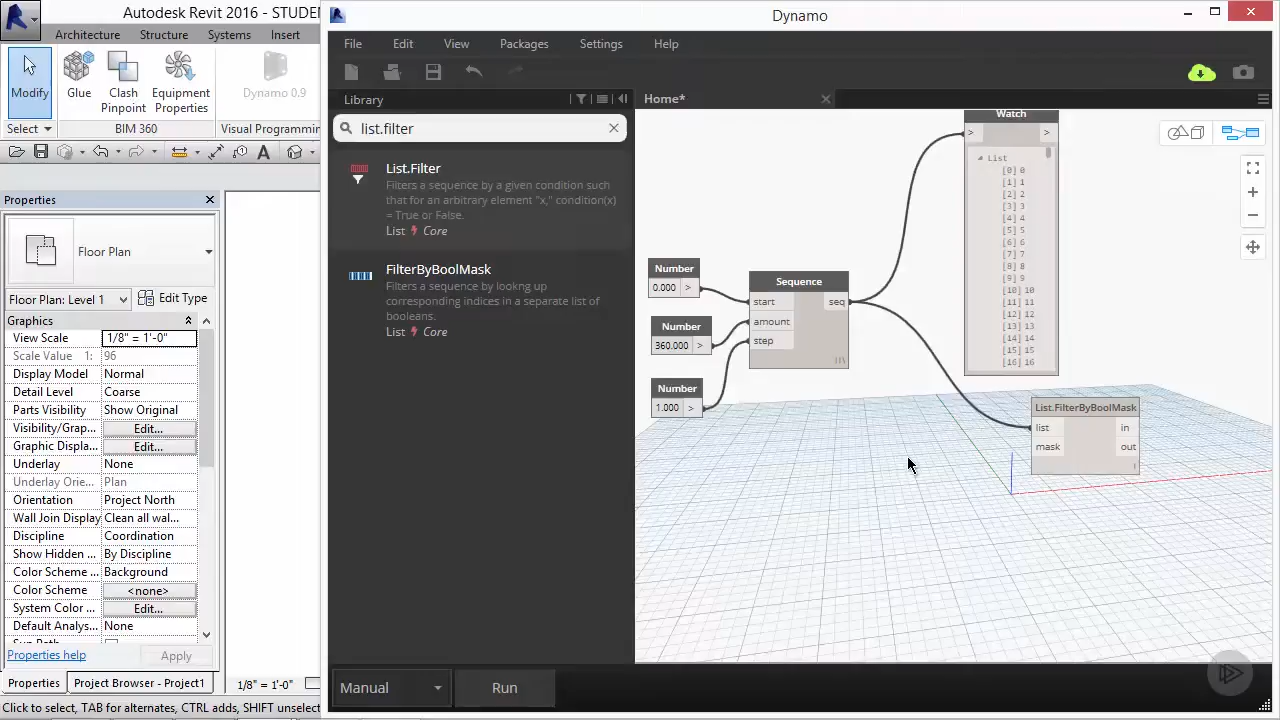 Autodesk Revit 2016 - STUDE
Dynamo
Architecture Structure Systems Insert
File Edit View Packages Settings Help
Modify
Glue
Clash Pinpoint
Equipment Properties
Dynamo 0.9
Select
BIM 360
Visual Programmin
Library
Home*
list.filter
List.Filter
Filters a sequence by a given condition such
that for an arbitrary element "x," condition(x)
= True or False.
List Core
FilterByBoolMask
Filters a sequence by lookng up
corresponding indices in a separate list of
booleans.
List Core
Properties
Floor Plan
Floor Plan: Level
Edit Type
Graphics
View Scale 1/8" = 1'-0"
Scale Value 1: 96
Display Model Normal
Detail Level Coarse
Parts Visibility Show Original
Visibility/Grap... Edit...
Graphic Displa... Edit...
Underlay None
Underlay Orie... Plan
Orientation Project North
Wall Join Display Clean all wal...
Discipline Coordination
Show Hidden ... By Discipline
Color Scheme ... Background
Color Scheme <none>
System Color ... Edit...
Default Analys... None
Sun Path
Properties help
Apply
Properties
Project Browser - Project1
1/8" = 1'-0"
Click to select, TAB for alternates, CTRL adds, SHIFT unselect
Number
0.000 >
Number
360.000 >
Number
1.000 >
Sequence
start seq
amount
step
Watch
> >
List
[0] 0
[1] 1
[2] 2
[3] 3
[4] 4
[5] 5
[6] 6
[7] 7
[8] 8
[9] 9
[10] 10
[11] 11
[12] 12
[13] 13
[14] 14
[15] 15
[16] 16
List.FilterByBoolMask
list in
mask out
Manual
Run